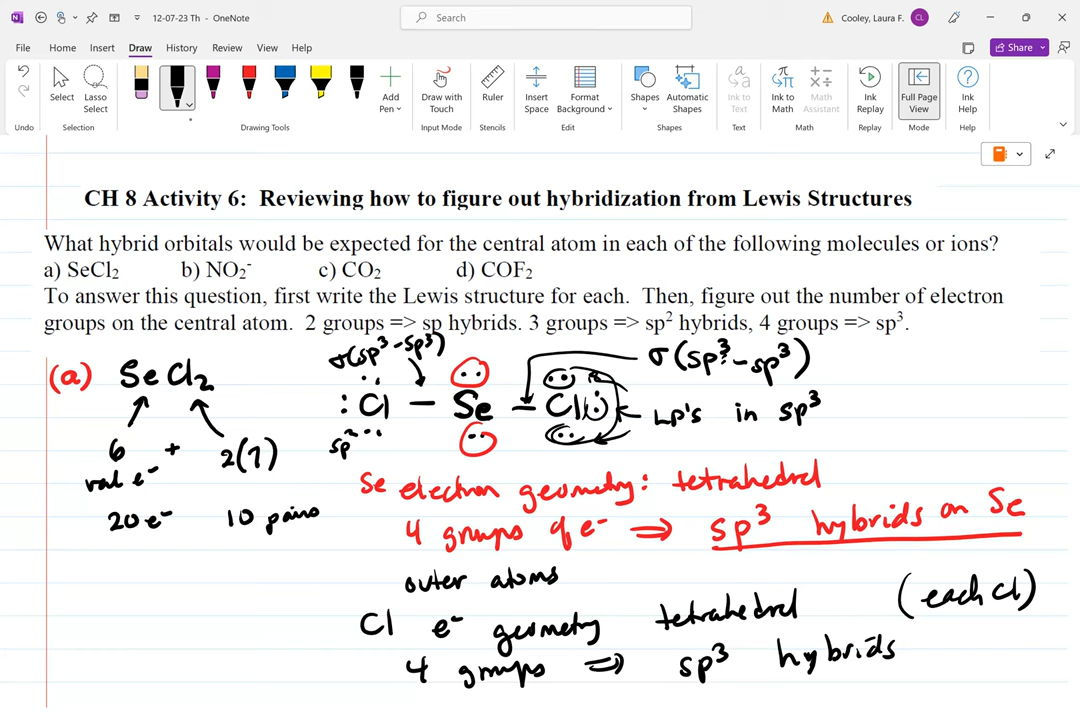 12-07-23 Th - OneNote
Search
Cooley, Laura F.
CL
File Home Insert Draw History Review View Help
Share
Undo
Select
Lasso Select
Selection
Drawing Tools
Add Pen
Draw with Touch
Input Mode
Ruler
Stencils
Insert Space
Format Background
Edit
Shapes
Automatic Shapes
Shapes
Ink to Text
Text
Ink to Math
Math Assistant
Math
Ink Replay
Replay
Full Page View
Mode
Ink Help
Help
CH 8 Activity 6: Reviewing how to figure out hybridization from Lewis Structures
What hybrid orbitals would be expected for the central atom in each of the following molecules or ions?
a) SeCl₂ b) NO₂⁻ c) CO₂ d) COF₂
To answer this question, first write the Lewis structure for each. Then, figure out the number of electron
groups on the central atom. 2 groups => sp hybrids. 3 groups => sp² hybrids, 4 groups => sp³.
σ(sp³-sp³) σ(sp³-sp³)
(a) SeCl₂ :Cl — Se — Cl: LP's in sp³
6 + 2(7)
val e⁻
20 e⁻ 10 pairs
Se electron geometry: tetrahedral
4 groups of e⁻ ⇒ sp³ hybrids on Se
outer atoms
Cl e⁻ geometry tetrahedral (each Cl)
4 groups ⇒ sp³ hybrids